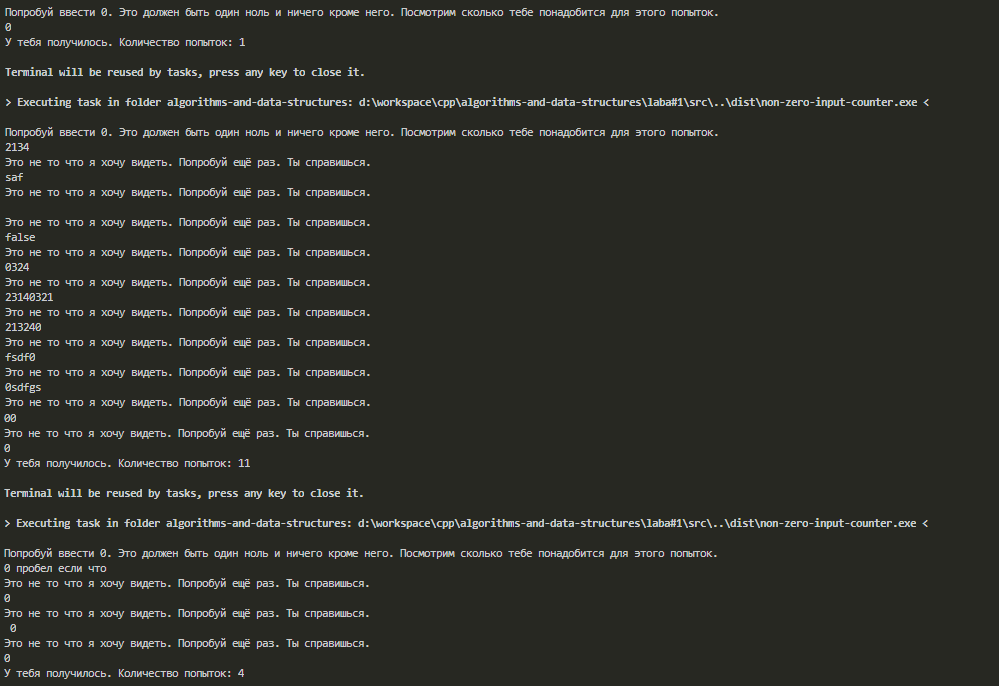 Попробуй ввести 0. Это должен быть один ноль и ничего кроме него. Посмотрим сколько тебе понадобится для этого попыток.
0
У тебя получилось. Количество попыток: 1
Terminal will be reused by tasks, press any key to close it.
> Executing task in folder algorithms-and-data-structures: d:\workspace\cpp\algorithms-and-data-structures\laba#1\src\..\dist\non-zero-input-counter.exe <
Попробуй ввести 0. Это должен быть один ноль и ничего кроме него. Посмотрим сколько тебе понадобится для этого попыток.
2134
Это не то что я хочу видеть. Попробуй ещё раз. Ты справишься.
saf
Это не то что я хочу видеть. Попробуй ещё раз. Ты справишься.
Это не то что я хочу видеть. Попробуй ещё раз. Ты справишься.
false
Это не то что я хочу видеть. Попробуй ещё раз. Ты справишься.
0324
Это не то что я хочу видеть. Попробуй ещё раз. Ты справишься.
23140321
Это не то что я хочу видеть. Попробуй ещё раз. Ты справишься.
213240
Это не то что я хочу видеть. Попробуй ещё раз. Ты справишься.
fsdf0
Это не то что я хочу видеть. Попробуй ещё раз. Ты справишься.
0sdfgs
Это не то что я хочу видеть. Попробуй ещё раз. Ты справишься.
00
Это не то что я хочу видеть. Попробуй ещё раз. Ты справишься.
0
У тебя получилось. Количество попыток: 11
Terminal will be reused by tasks, press any key to close it.
> Executing task in folder algorithms-and-data-structures: d:\workspace\cpp\algorithms-and-data-structures\laba#1\src\..\dist\non-zero-input-counter.exe <
Попробуй ввести 0. Это должен быть один ноль и ничего кроме него. Посмотрим сколько тебе понадобится для этого попыток.
0 пробел если что
Это не то что я хочу видеть. Попробуй ещё раз. Ты справишься.
0
Это не то что я хочу видеть. Попробуй ещё раз. Ты справишься.
 0
Это не то что я хочу видеть. Попробуй ещё раз. Ты справишься.
0
У тебя получилось. Количество попыток: 4